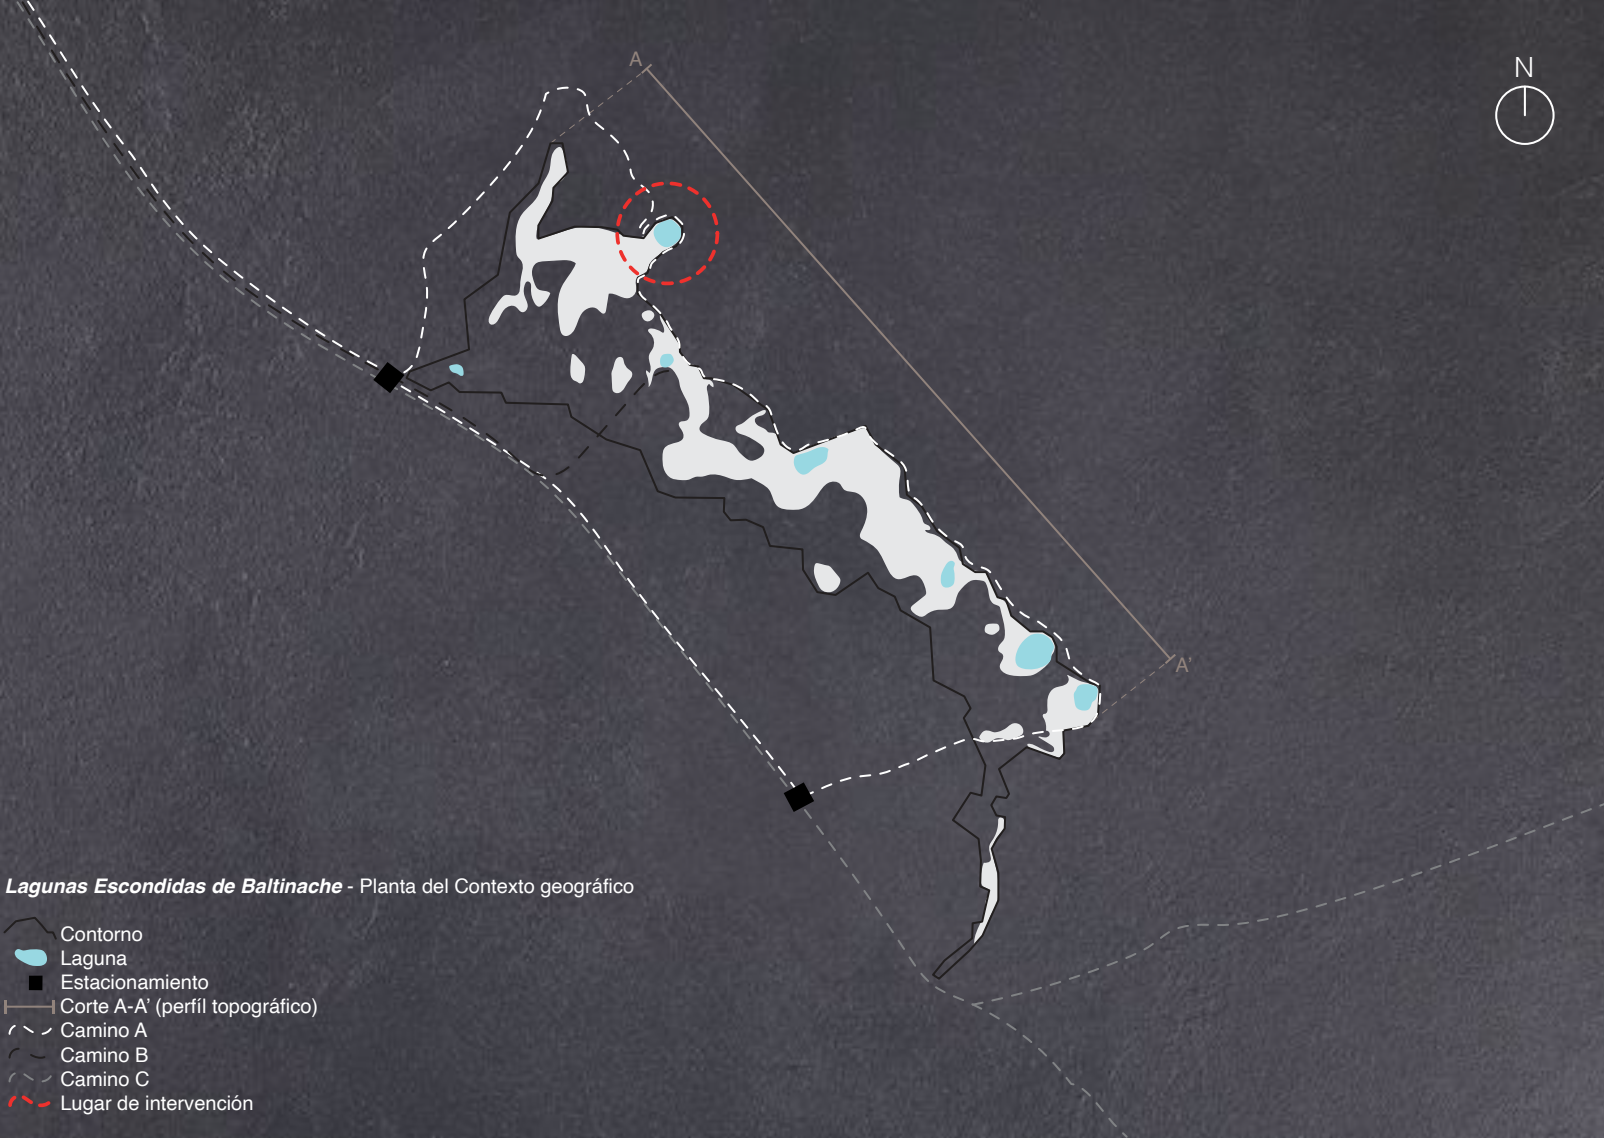 A
N
A'
Lagunas Escondidas de Baltinache - Planta del Contexto geográfico
Contorno
Laguna
Estacionamiento
Corte A-A' (perfíl topográfico)
Camino A
Camino B
Camino C
Lugar de intervención